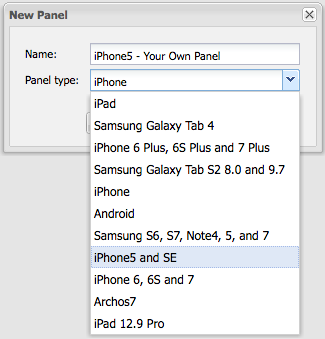 New Panel
Name: iPhone5 - Your Own Panel
Panel type: iPhone
iPad
Samsung Galaxy Tab 4
iPhone 6 Plus, 6S Plus and 7 Plus
Samsung Galaxy Tab S2 8.0 and 9.7
iPhone
Android
Samsung S6, S7, Note4, 5, and 7
iPhone5 and SE
iPhone 6, 6S and 7
Archos7
iPad 12.9 Pro